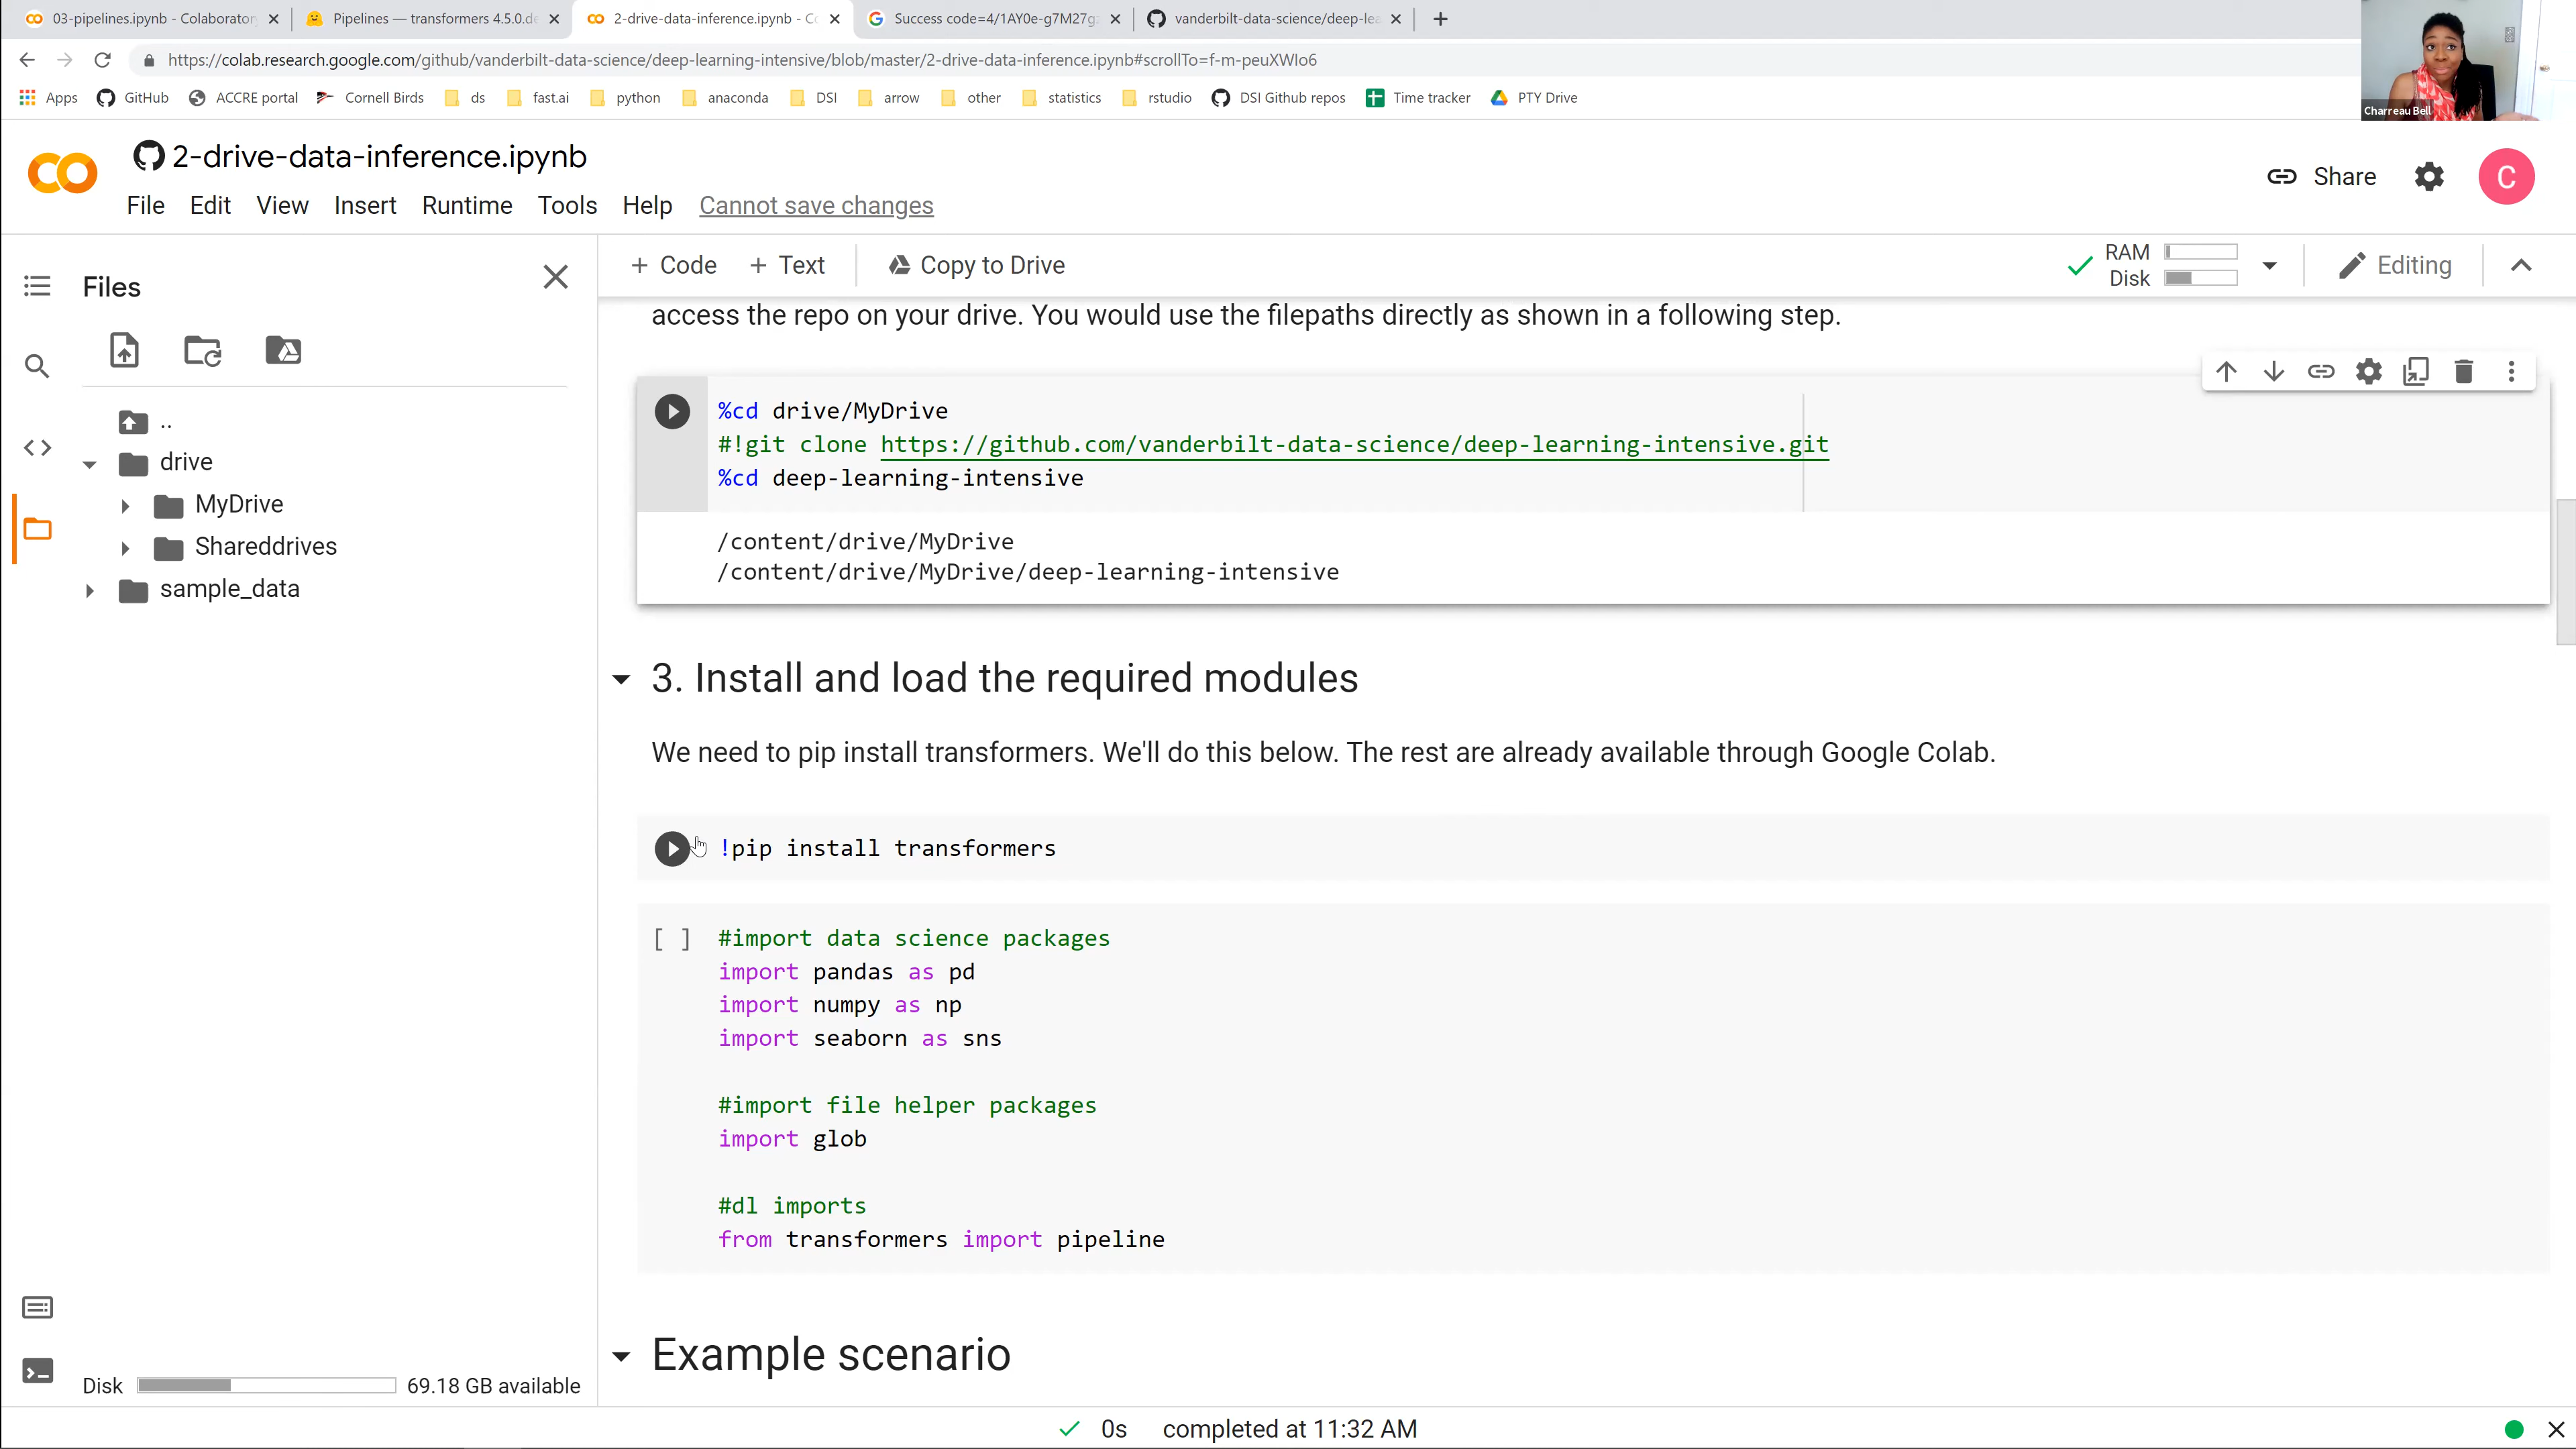 03-pipelines.ipynb - Colaborator
Pipelines — transformers 4.5.0.de
2-drive-data-inference.ipynb - Co
Success code=4/1AY0e-g7M27g
vanderbilt-data-science/deep-lea
https://colab.research.google.com/github/vanderbilt-data-science/deep-learning-intensive/blob/master/2-drive-data-inference.ipynb#scrollTo=f-m-peuXWIo6
Apps GitHub ACCRE portal Cornell Birds ds fast.ai python anaconda DSI arrow other statistics rstudio DSI Github repos Time tracker PTY Drive
Charreau Bell
2-drive-data-inference.ipynb
File Edit View Insert Runtime Tools Help Cannot save changes
Share
C
Files
+ Code + Text Copy to Drive
RAM
Disk
Editing
..
drive
MyDrive
Shareddrives
sample_data
Disk 69.18 GB available
access the repo on your drive. You would use the filepaths directly as shown in a following step.
%cd drive/MyDrive
#!git clone https://github.com/vanderbilt-data-science/deep-learning-intensive.git
%cd deep-learning-intensive
/content/drive/MyDrive
/content/drive/MyDrive/deep-learning-intensive
3. Install and load the required modules
We need to pip install transformers. We'll do this below. The rest are already available through Google Colab.
!pip install transformers
[ ] #import data science packages
import pandas as pd
import numpy as np
import seaborn as sns
#import file helper packages
import glob
#dl imports
from transformers import pipeline
Example scenario
0s completed at 11:32 AM